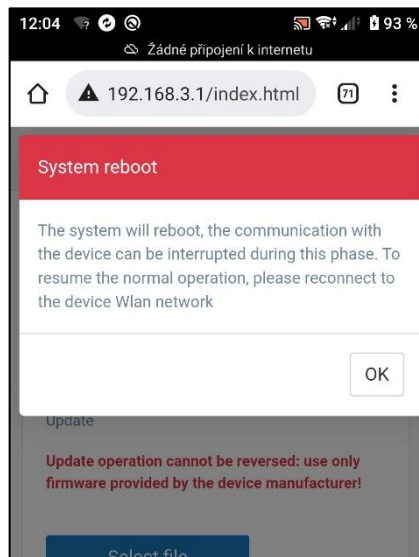 12:04 93 %
Žádné připojení k internetu
192.168.3.1/index.html 71
System reboot
The system will reboot, the communication with
the device can be interrupted during this phase. To
resume the normal operation, please reconnect to
the device Wlan network
OK
Update
Update operation cannot be reversed: use only
firmware provided by the device manufacturer!
Select file